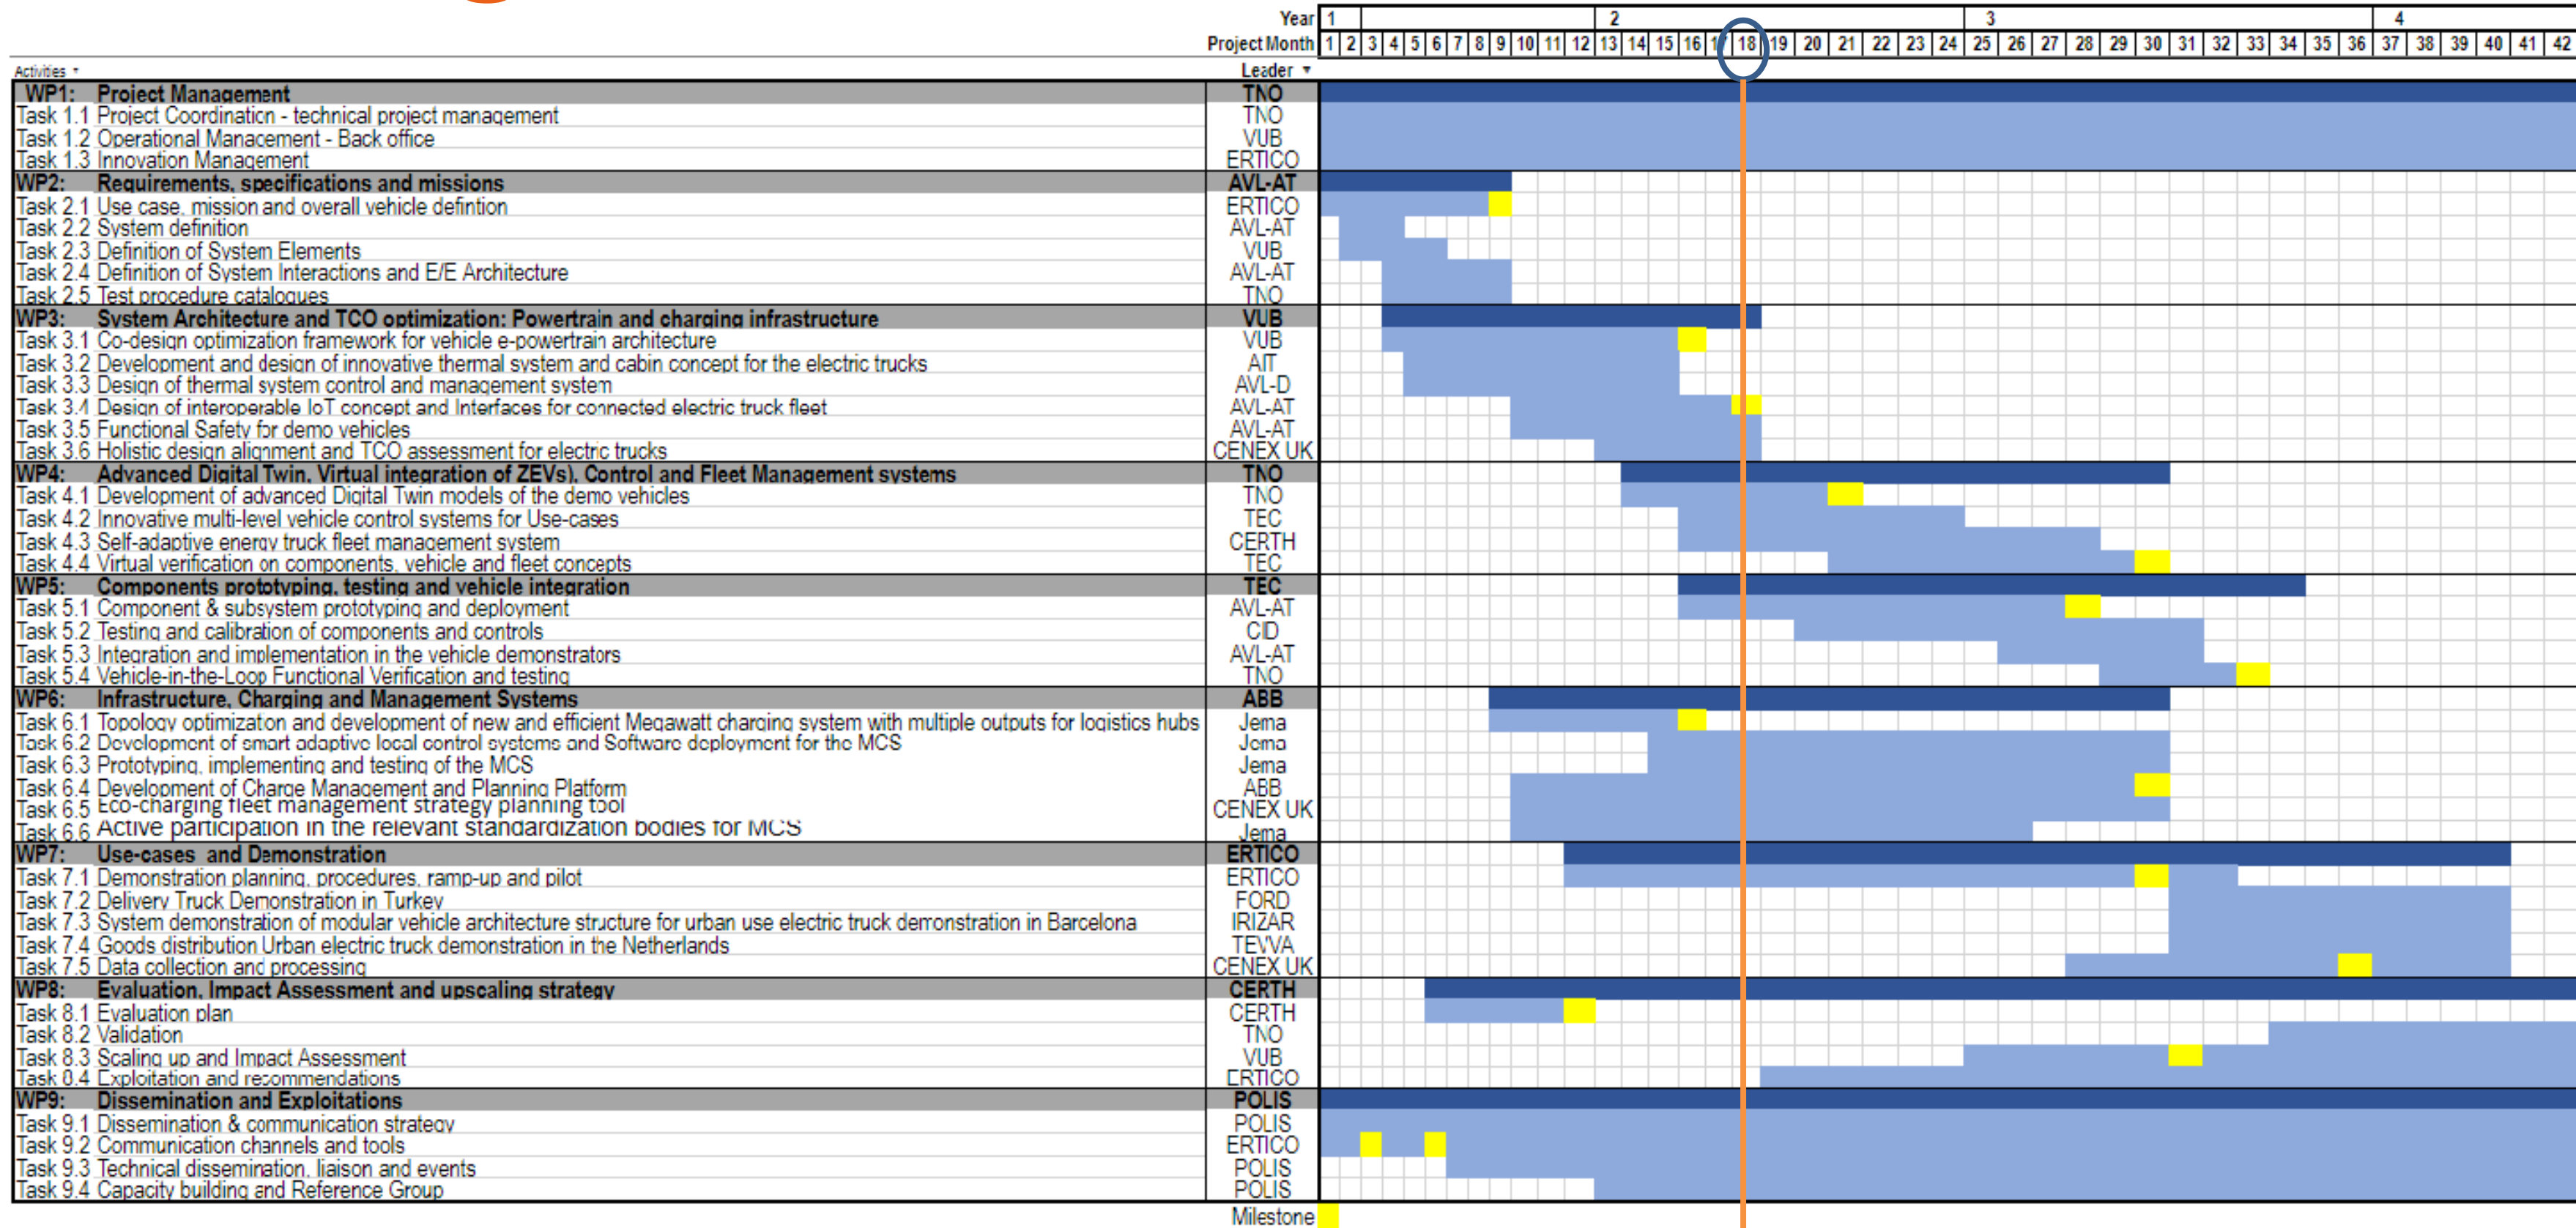 Year 1 2 3 4
Project Month 1 2 3 4 5 6 7 8 9 10 11 12 13 14 15 16 1 18 19 20 21 22 23 24 25 26 27 28 29 30 31 32 33 34 35 36 37 38 39 40 41 42
Activities Leader
WP1: Project Management TNO
Task 1.1 Project Coordination - technical project management TNO
Task 1.2 Operational Management - Back office VUB
Task 1.3 Innovation Management ERTICO
WP2: Requirements, specifications and missions AVL-AT
Task 2.1 Use case, mission and overall vehicle defintion ERTICO
Task 2.2 System definition AVL-AT
Task 2.3 Definition of System Elements VUB
Task 2.4 Definition of System Interactions and E/E Architecture AVL-AT
Task 2.5 Test procedure catalogues TNO
WP3: System Architecture and TCO optimization: Powertrain and charging infrastructure VUB
Task 3.1 Co-design optimization framework for vehicle e-powertrain architecture VUB
Task 3.2 Development and design of innovative thermal system and cabin concept for the electric trucks AIT
Task 3.3 Design of thermal system control and management system AVL-D
Task 3.4 Design of interoperable IoT concept and Interfaces for connected electric truck fleet AVL-AT
Task 3.5 Functional Safety for demo vehicles AVL-AT
Task 3.6 Holistic design alignment and TCO assessment for electric trucks CENEX UK
WP4: Advanced Digital Twin, Virtual integration of ZEVs), Control and Fleet Management systems TNO
Task 4.1 Development of advanced Digital Twin models of the demo vehicles TNO
Task 4.2 Innovative multi-level vehicle control systems for Use-cases TEC
Task 4.3 Self-adaptive energy truck fleet management system CERTH
Task 4.4 Virtual verification on components, vehicle and fleet concepts TEC
WP5: Components prototyping, testing and vehicle integration TEC
Task 5.1 Component & subsystem prototyping and deployment AVL-AT
Task 5.2 Testing and calibration of components and controls CID
Task 5.3 Integration and implementation in the vehicle demonstrators AVL-AT
Task 5.4 Vehicle-in-the-Loop Functional Verification and testing TNO
WP6: Infrastructure, Charging and Management Systems ABB
Task 6.1 Topology optimization and development of new and efficient Megawatt charging system with multiple outputs for logistics hubs Jema
Task 6.2 Development of smart adaptive local control systems and Software deployment for the MCS Jema
Task 6.3 Prototyping, implementing and testing of the MCS Jema
Task 6.4 Development of Charge Management and Planning Platform ABB
Task 6.5 Eco-charging fleet management strategy planning tool CENEX UK
Task 6.6 Active participation in the relevant standardization bodies for MCS Jema
WP7: Use-cases and Demonstration ERTICO
Task 7.1 Demonstration planning, procedures, ramp-up and pilot ERTICO
Task 7.2 Delivery Truck Demonstration in Turkey FORD
Task 7.3 System demonstration of modular vehicle architecture structure for urban use electric truck demonstration in Barcelona IRIZAR
Task 7.4 Goods distribution Urban electric truck demonstration in the Netherlands TEVVA
Task 7.5 Data collection and processing CENEX UK
WP8: Evaluation, Impact Assessment and upscaling strategy CERTH
Task 8.1 Evaluation plan CERTH
Task 8.2 Validation TNO
Task 8.3 Scaling up and Impact Assessment VUB
Task 8.4 Exploitation and recommendations ERTICO
WP9: Dissemination and Exploitations POLIS
Task 9.1 Dissemination & communication strategy POLIS
Task 9.2 Communication channels and tools ERTICO
Task 9.3 Technical dissemination, liaison and events POLIS
Task 9.4 Capacity building and Reference Group POLIS
Milestone